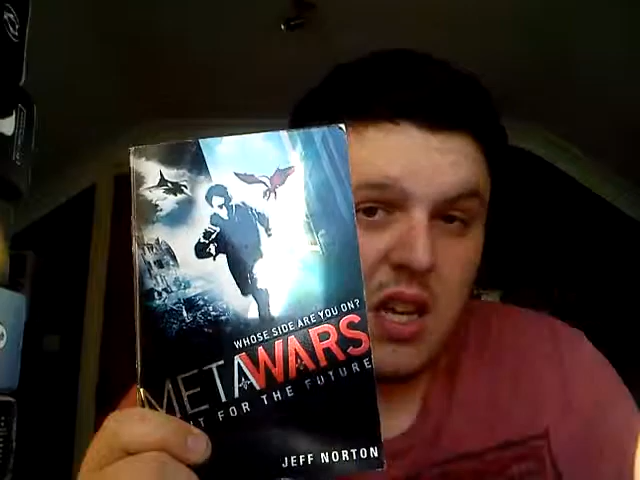 WHOSE SIDE ARE YOU ON?
METAWARS
T FOR THE FUTURE
JEFF NORTON